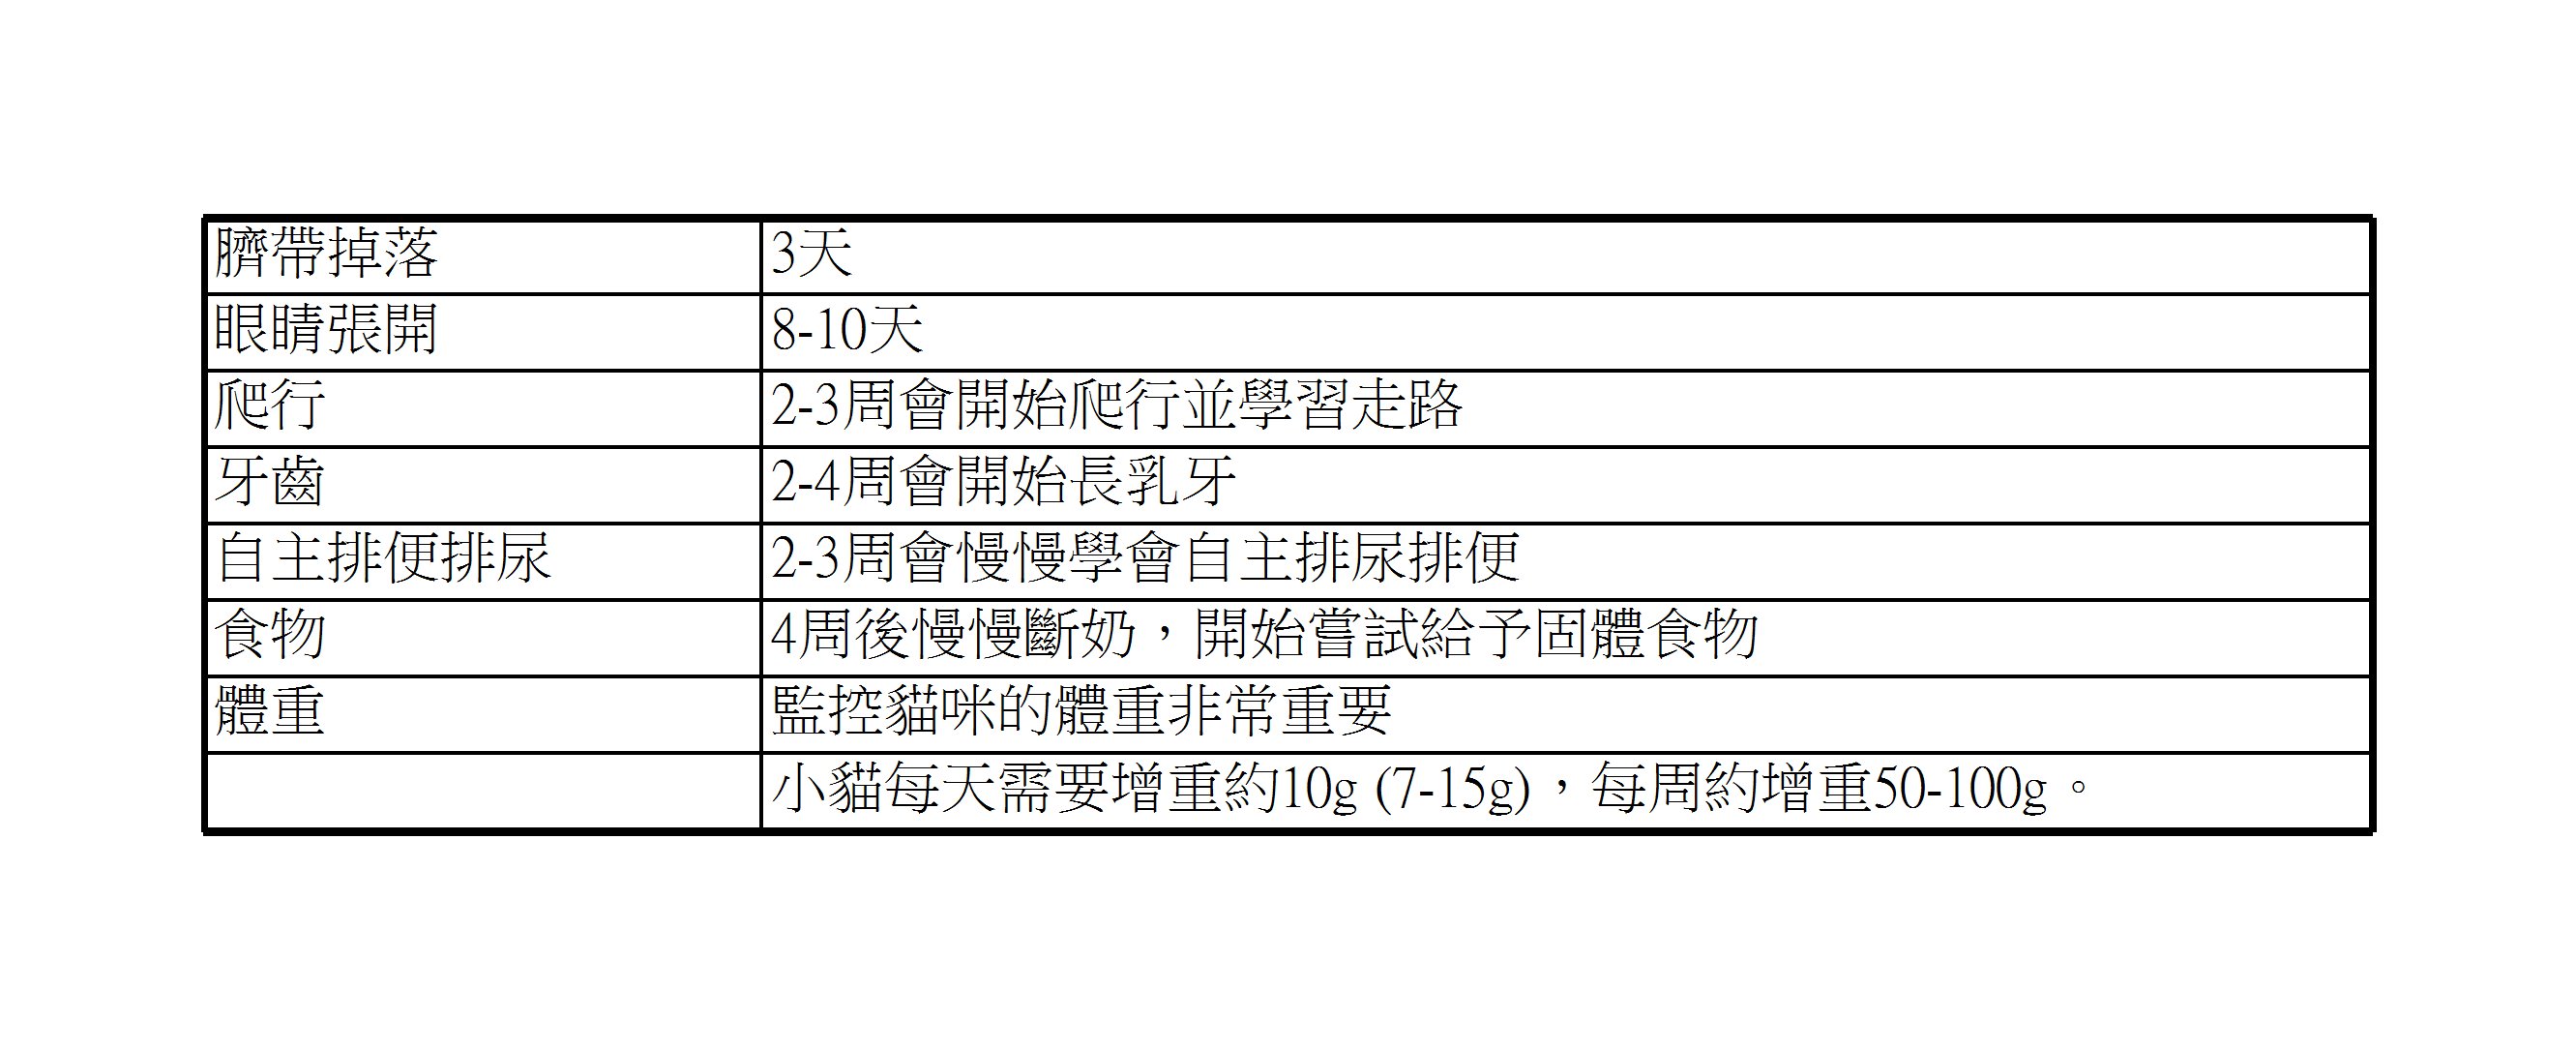 臍帶掉落 3天
眼睛張開 8-10天
爬行 2-3周會開始爬行並學習走路
牙齒 2-4周會開始長乳牙
自主排便排尿 2-3周會慢慢學會自主排尿排便
食物 4周後慢慢斷奶，開始嘗試給予固體食物
體重 監控貓咪的體重非常重要
小貓每天需要增重約10g (7-15g)，每周約增重50-100g。